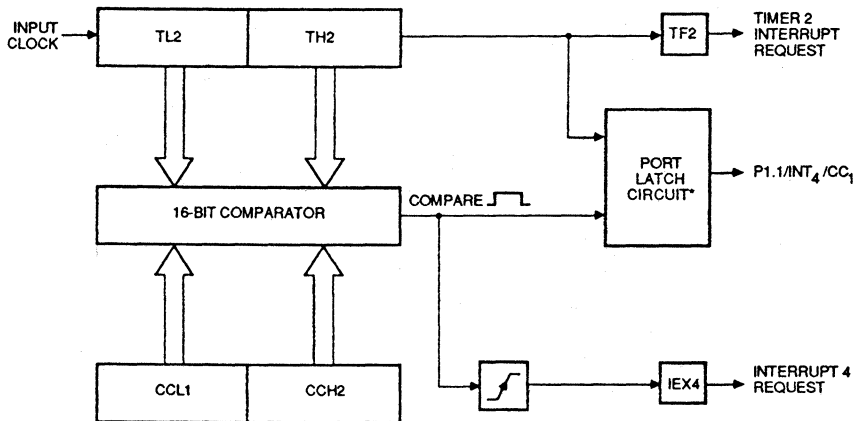 INPUT
CLOCK
TL2
TH2
TF2
TIMER 2
INTERRUPT
REQUEST
PORT
LATCH
CIRCUIT*
P1.1/INT4/CC1
COMPARE
16-BIT COMPARATOR
CCL1
CCH2
IEX4
INTERRUPT 4
REQUEST